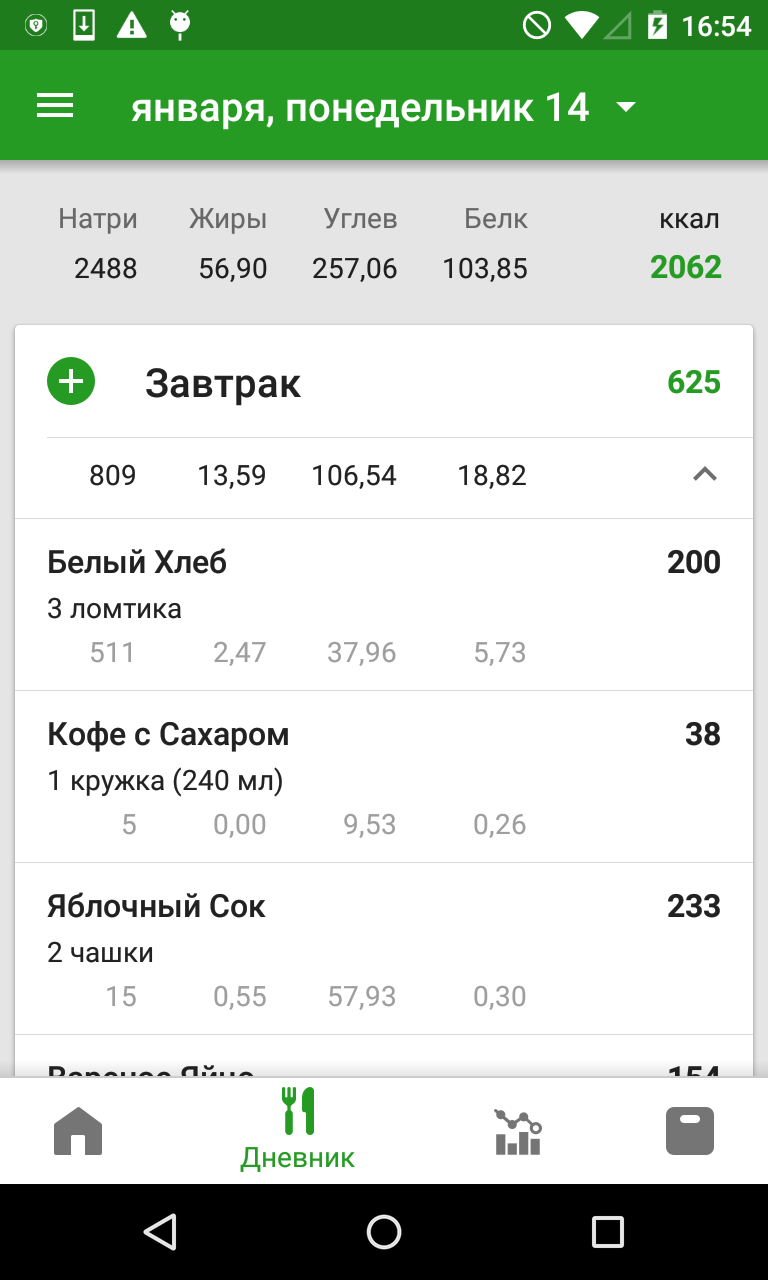 16:54
января, понедельник 14
Натри Жиры Углев Белк ккал
2488 56,90 257,06 103,85 2062
Завтрак 625
809 13,59 106,54 18,82
Белый Хлеб 200
3 ломтика
511 2,47 37,96 5,73
Кофе с Сахаром 38
1 кружка (240 мл)
5 0,00 9,53 0,26
Яблочный Сок 233
2 чашки
15 0,55 57,93 0,30
Вареное Яйцо 154
Дневник